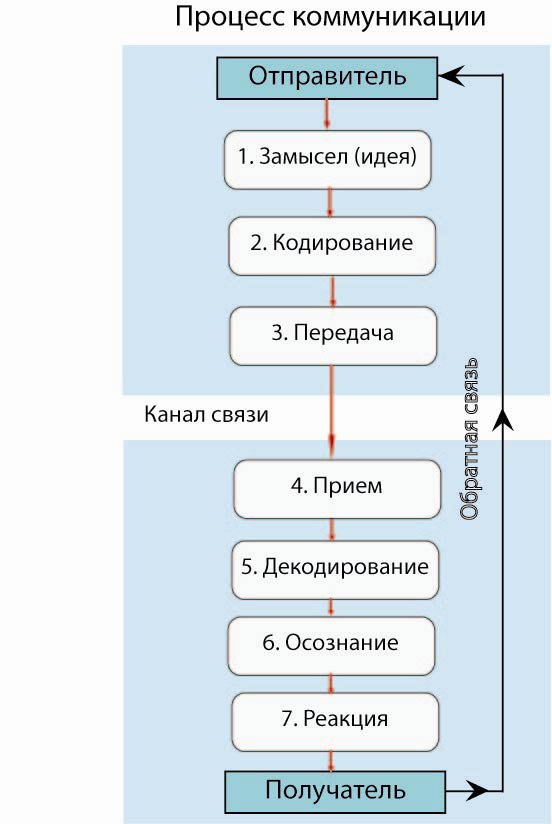 Процесс коммуникации
Отправитель
1. Замысел (идея)
2. Кодирование
3. Передача
Канал связи
Обратная связь
4. Прием
5. Декодирование
6. Осознание
7. Реакция
Получатель